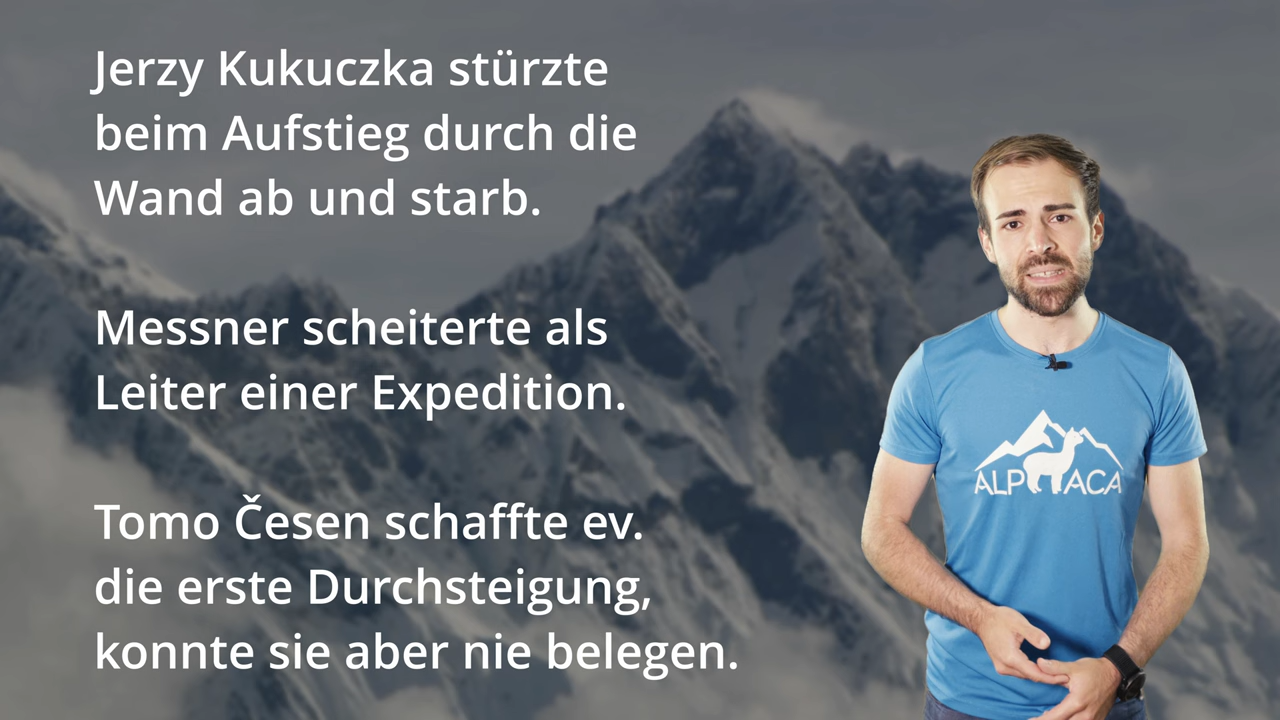 Jerzy Kukuczka stürzte
beim Aufstieg durch die
Wand ab und starb.
Messner scheiterte als
Leiter einer Expedition.
Tomo Česen schaffte ev.
die erste Durchsteigung,
konnte sie aber nie belegen.
ALPACA